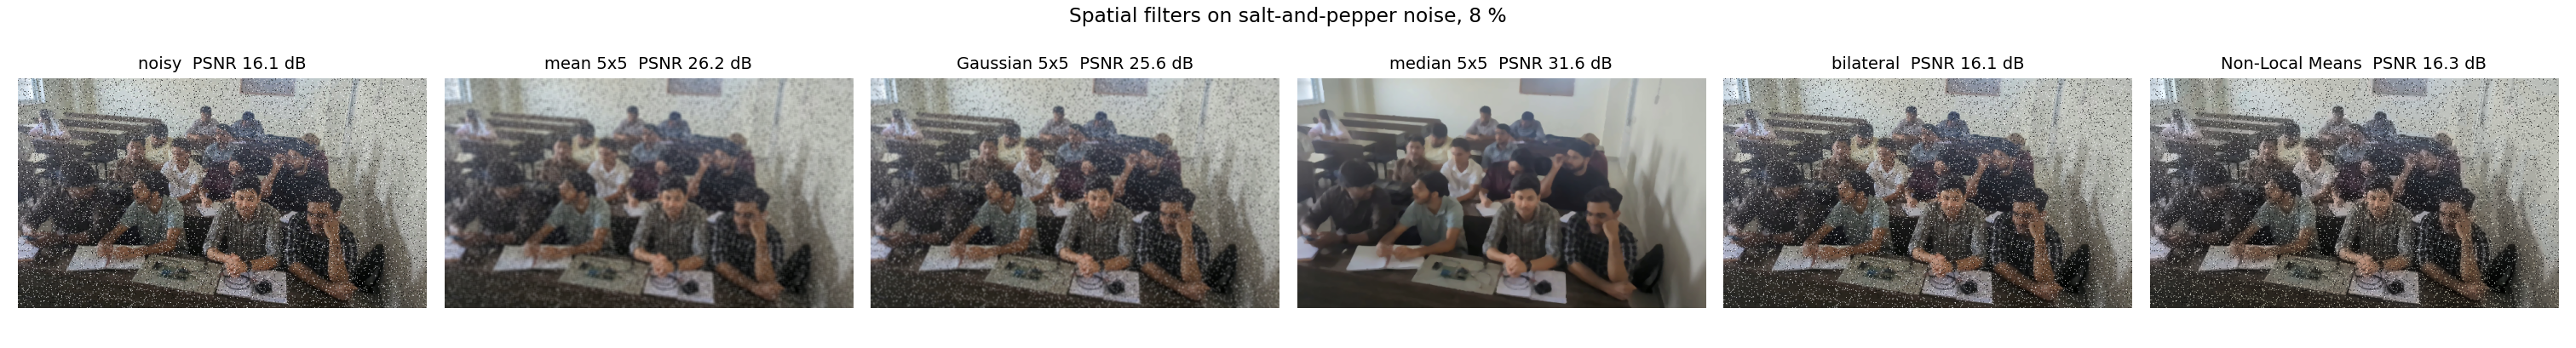 Spatial filters on salt-and-pepper noise, 8 %
noisy  PSNR 16.1 dB
mean 5x5  PSNR 26.2 dB
Gaussian 5x5  PSNR 25.6 dB
median 5x5  PSNR 31.6 dB
bilateral  PSNR 16.1 dB
Non-Local Means  PSNR 16.3 dB